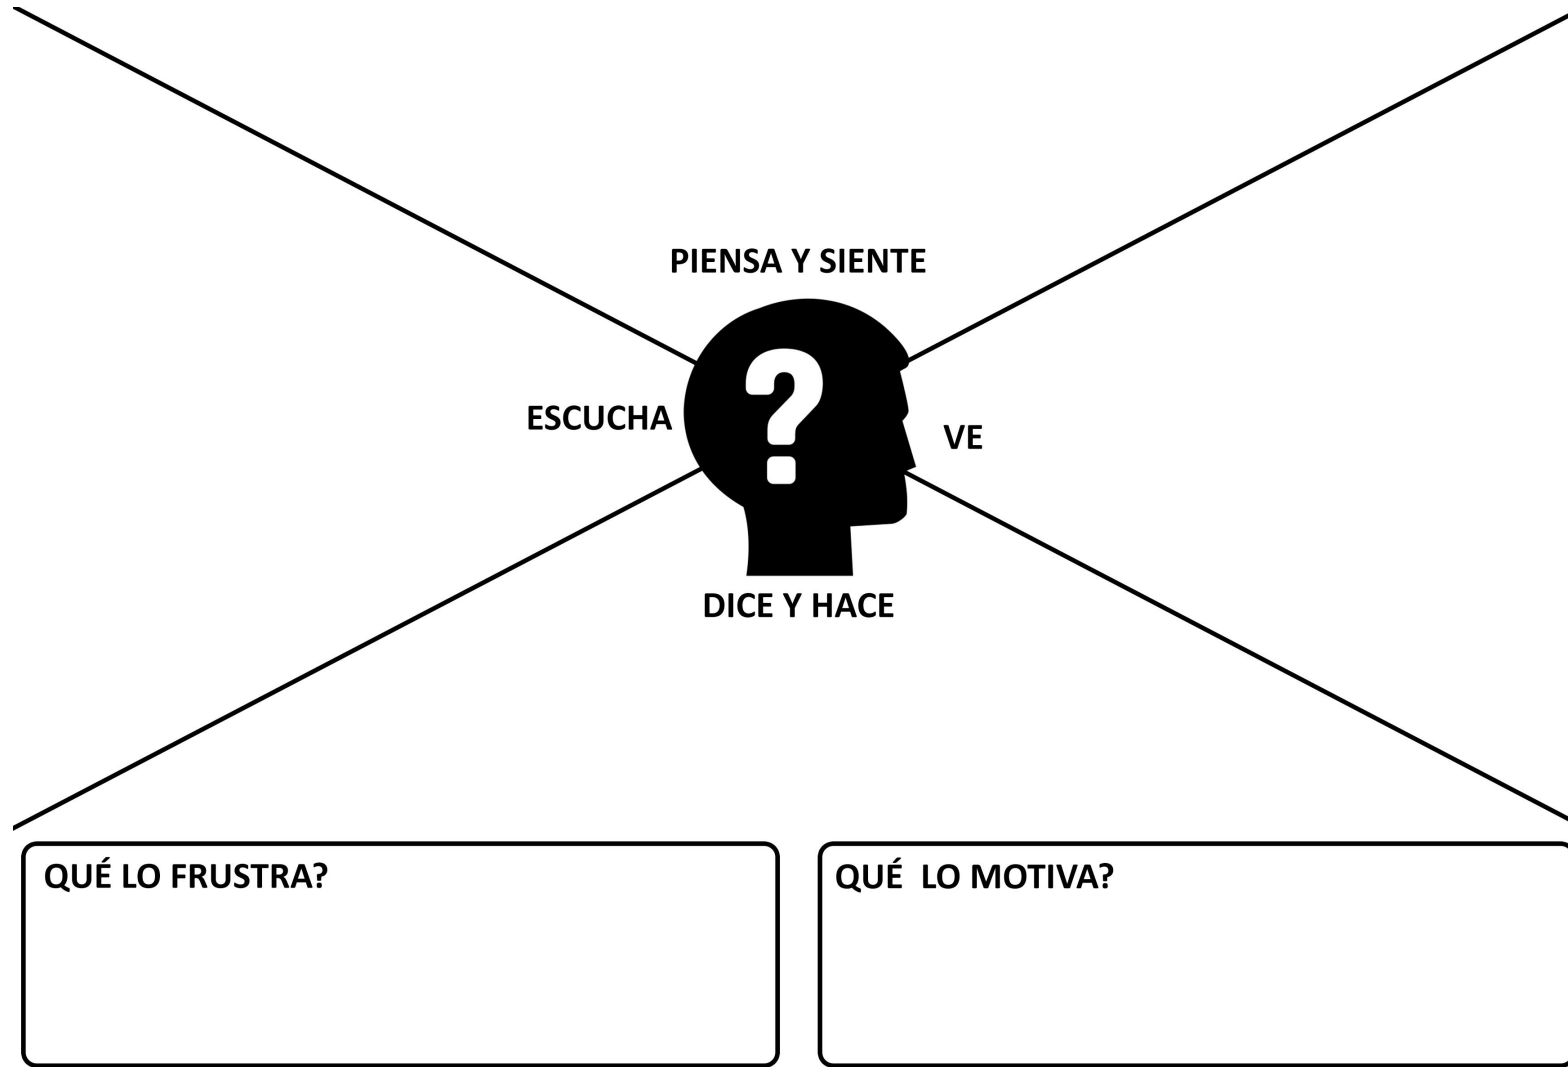 PIENSA Y SIENTE
?
ESCUCHA
VE
DICE Y HACE
QUÉ LO FRUSTRA?
QUÉ  LO MOTIVA?